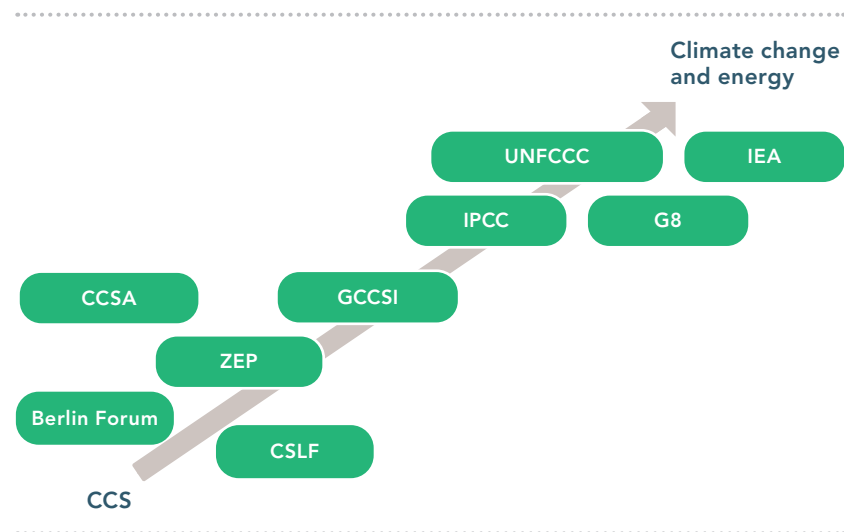 Climate change
and energy
UNFCCC
IEA
IPCC
G8
CCSA
GCCSI
ZEP
Berlin Forum
CSLF
CCS